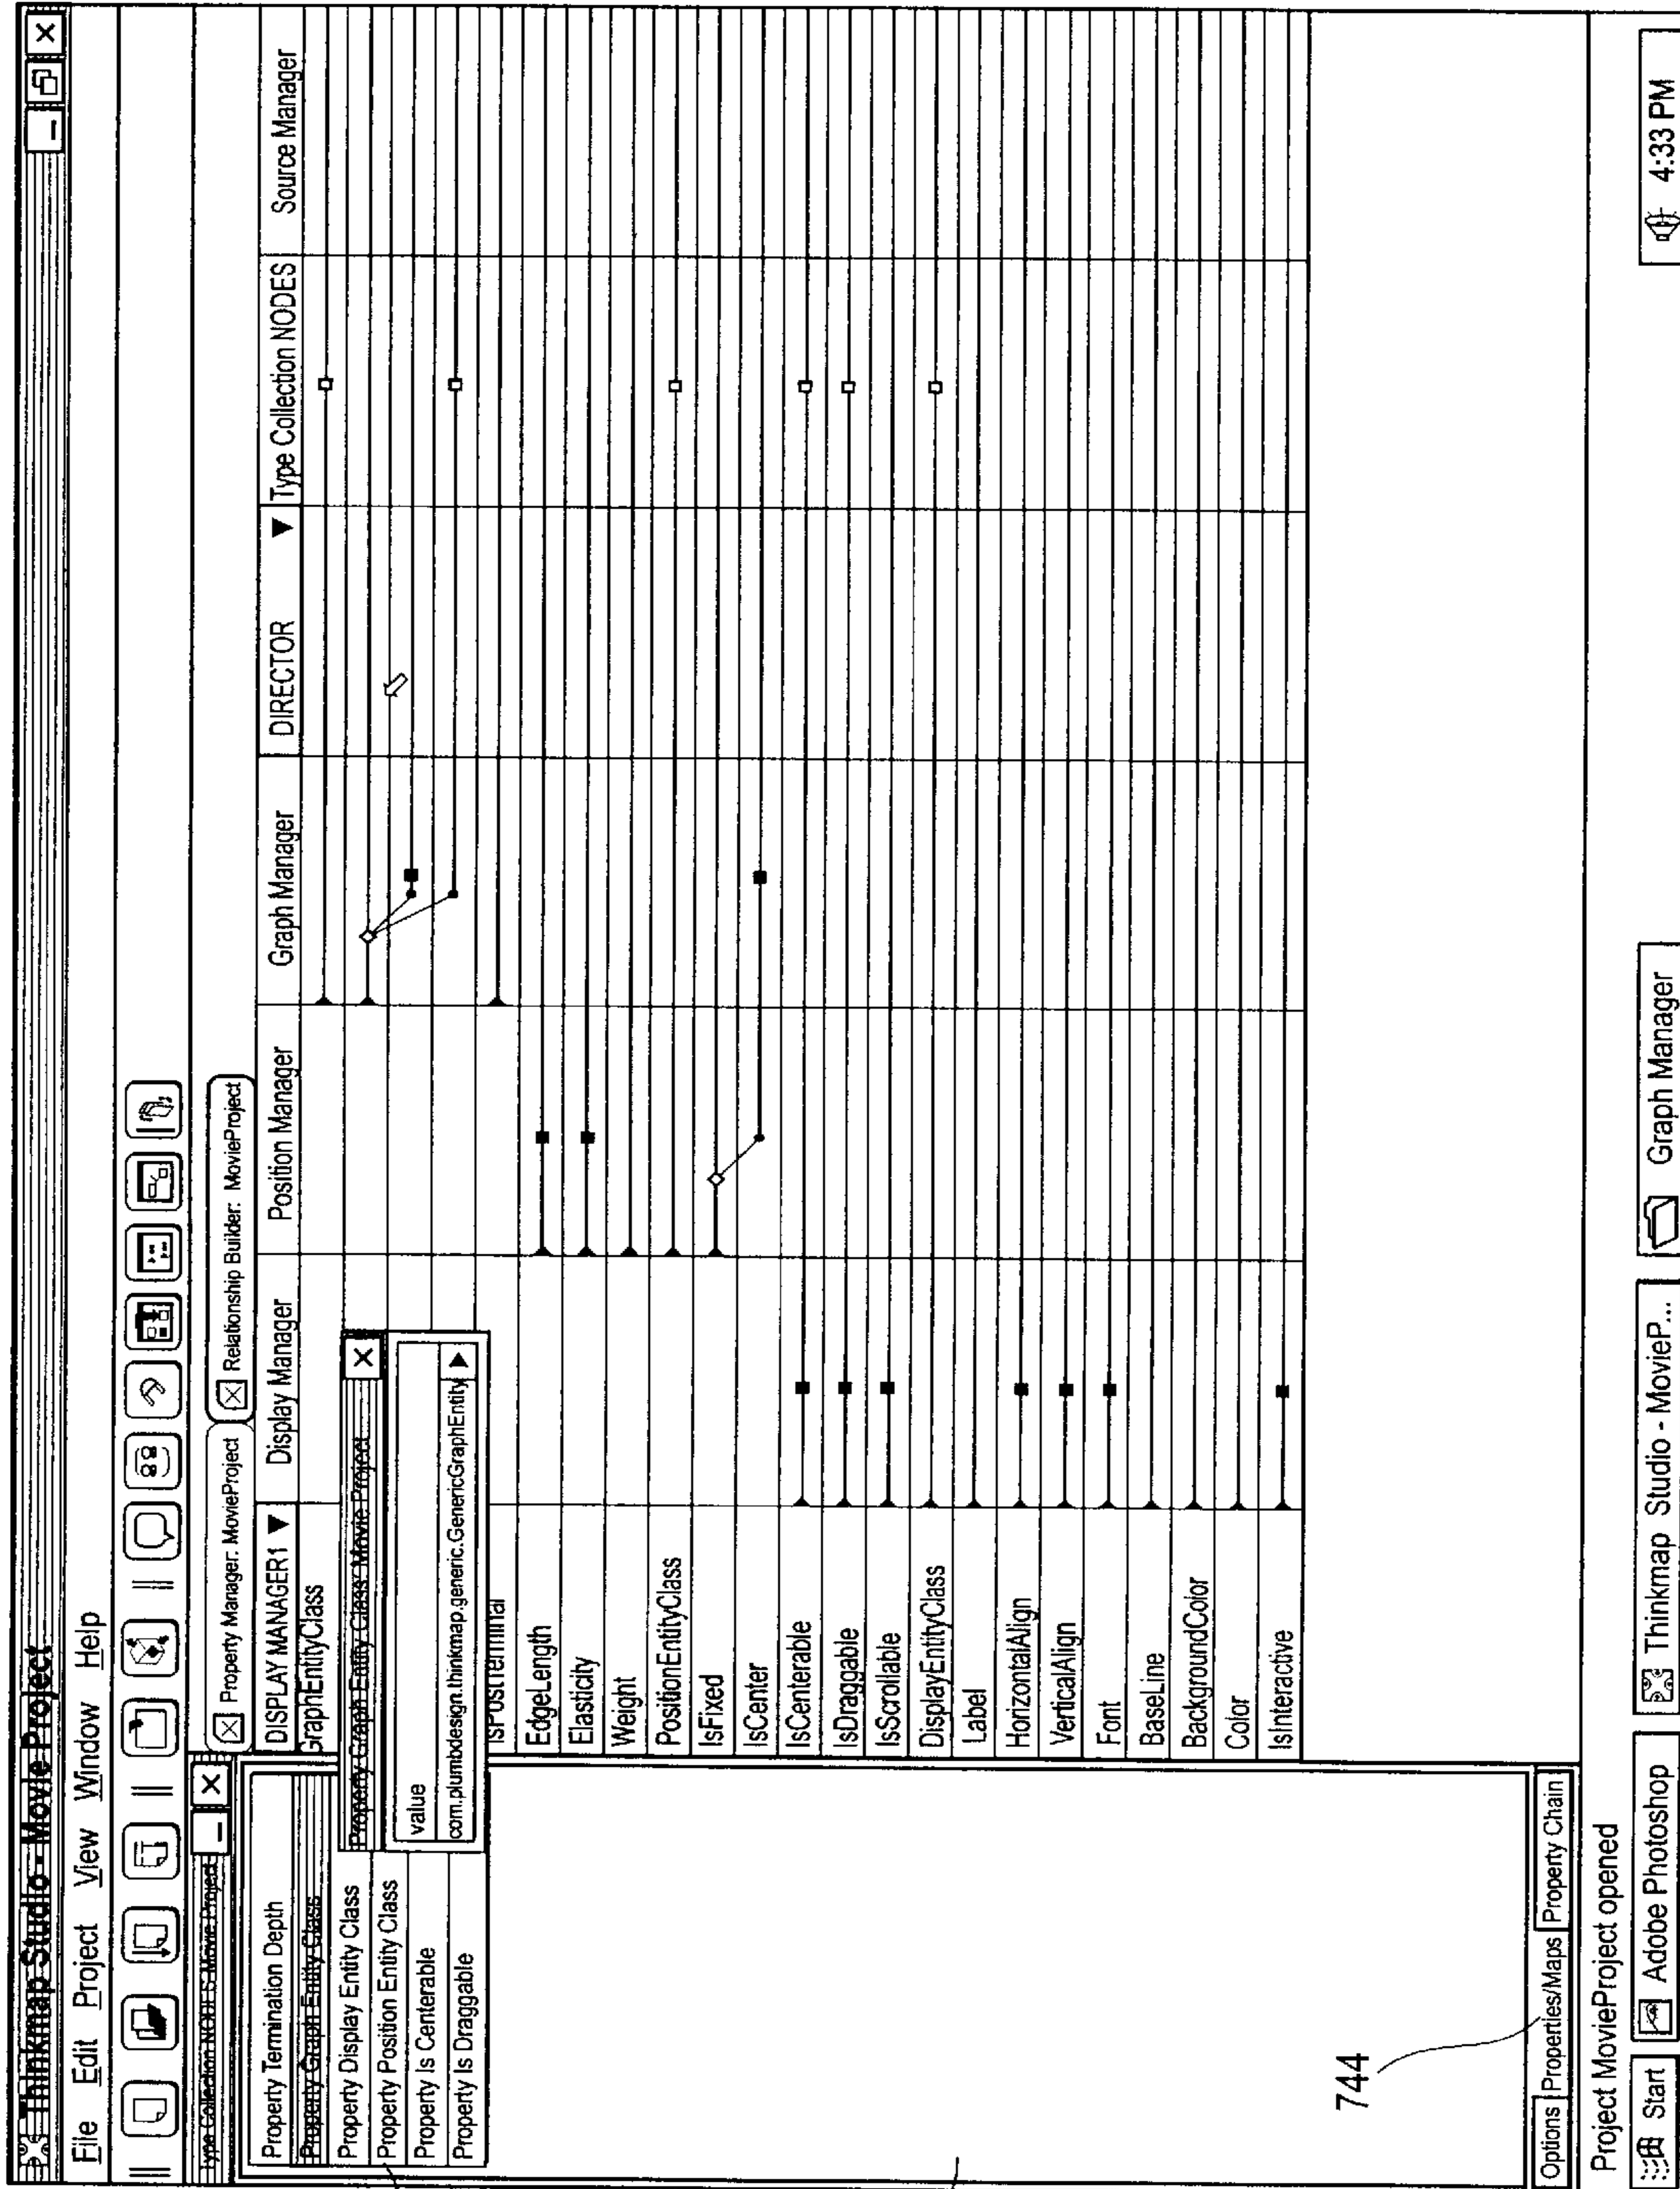 Thinkmap Studio - Movie Project
File Edit Project View Window Help
Type Collection NODES Movie Project
Property Termination Depth
Property Graph Entity Class
Property Display Entity Class
Property Position Entity Class
Property Is Centerable
Property Is Draggable
Options
Properties/Maps
Property Chain
744
Property Manager: MovieProject
Relationship Builder: MovieProject
DISPLAY MANAGER1
Display Manager
Position Manager
Graph Manager
DIRECTOR
Type Collection NODES
Source Manager
GraphEntityClass
Property Graph Entity Class: Movie Project
value
com.plumbdesign.thinkmap.generic.GenericGraphEntity
IsPostTerminal
EdgeLength
Elasticity
Weight
PositionEntityClass
IsFixed
IsCenter
IsCenterable
IsDraggable
IsScrollable
DisplayEntityClass
Label
HorizontalAlign
VerticalAlign
Font
BaseLine
BackgroundColor
Color
IsInteractive
Project MovieProject opened
Start
Adobe Photoshop
Thinkmap Studio - MovieP...
Graph Manager
4:33 PM